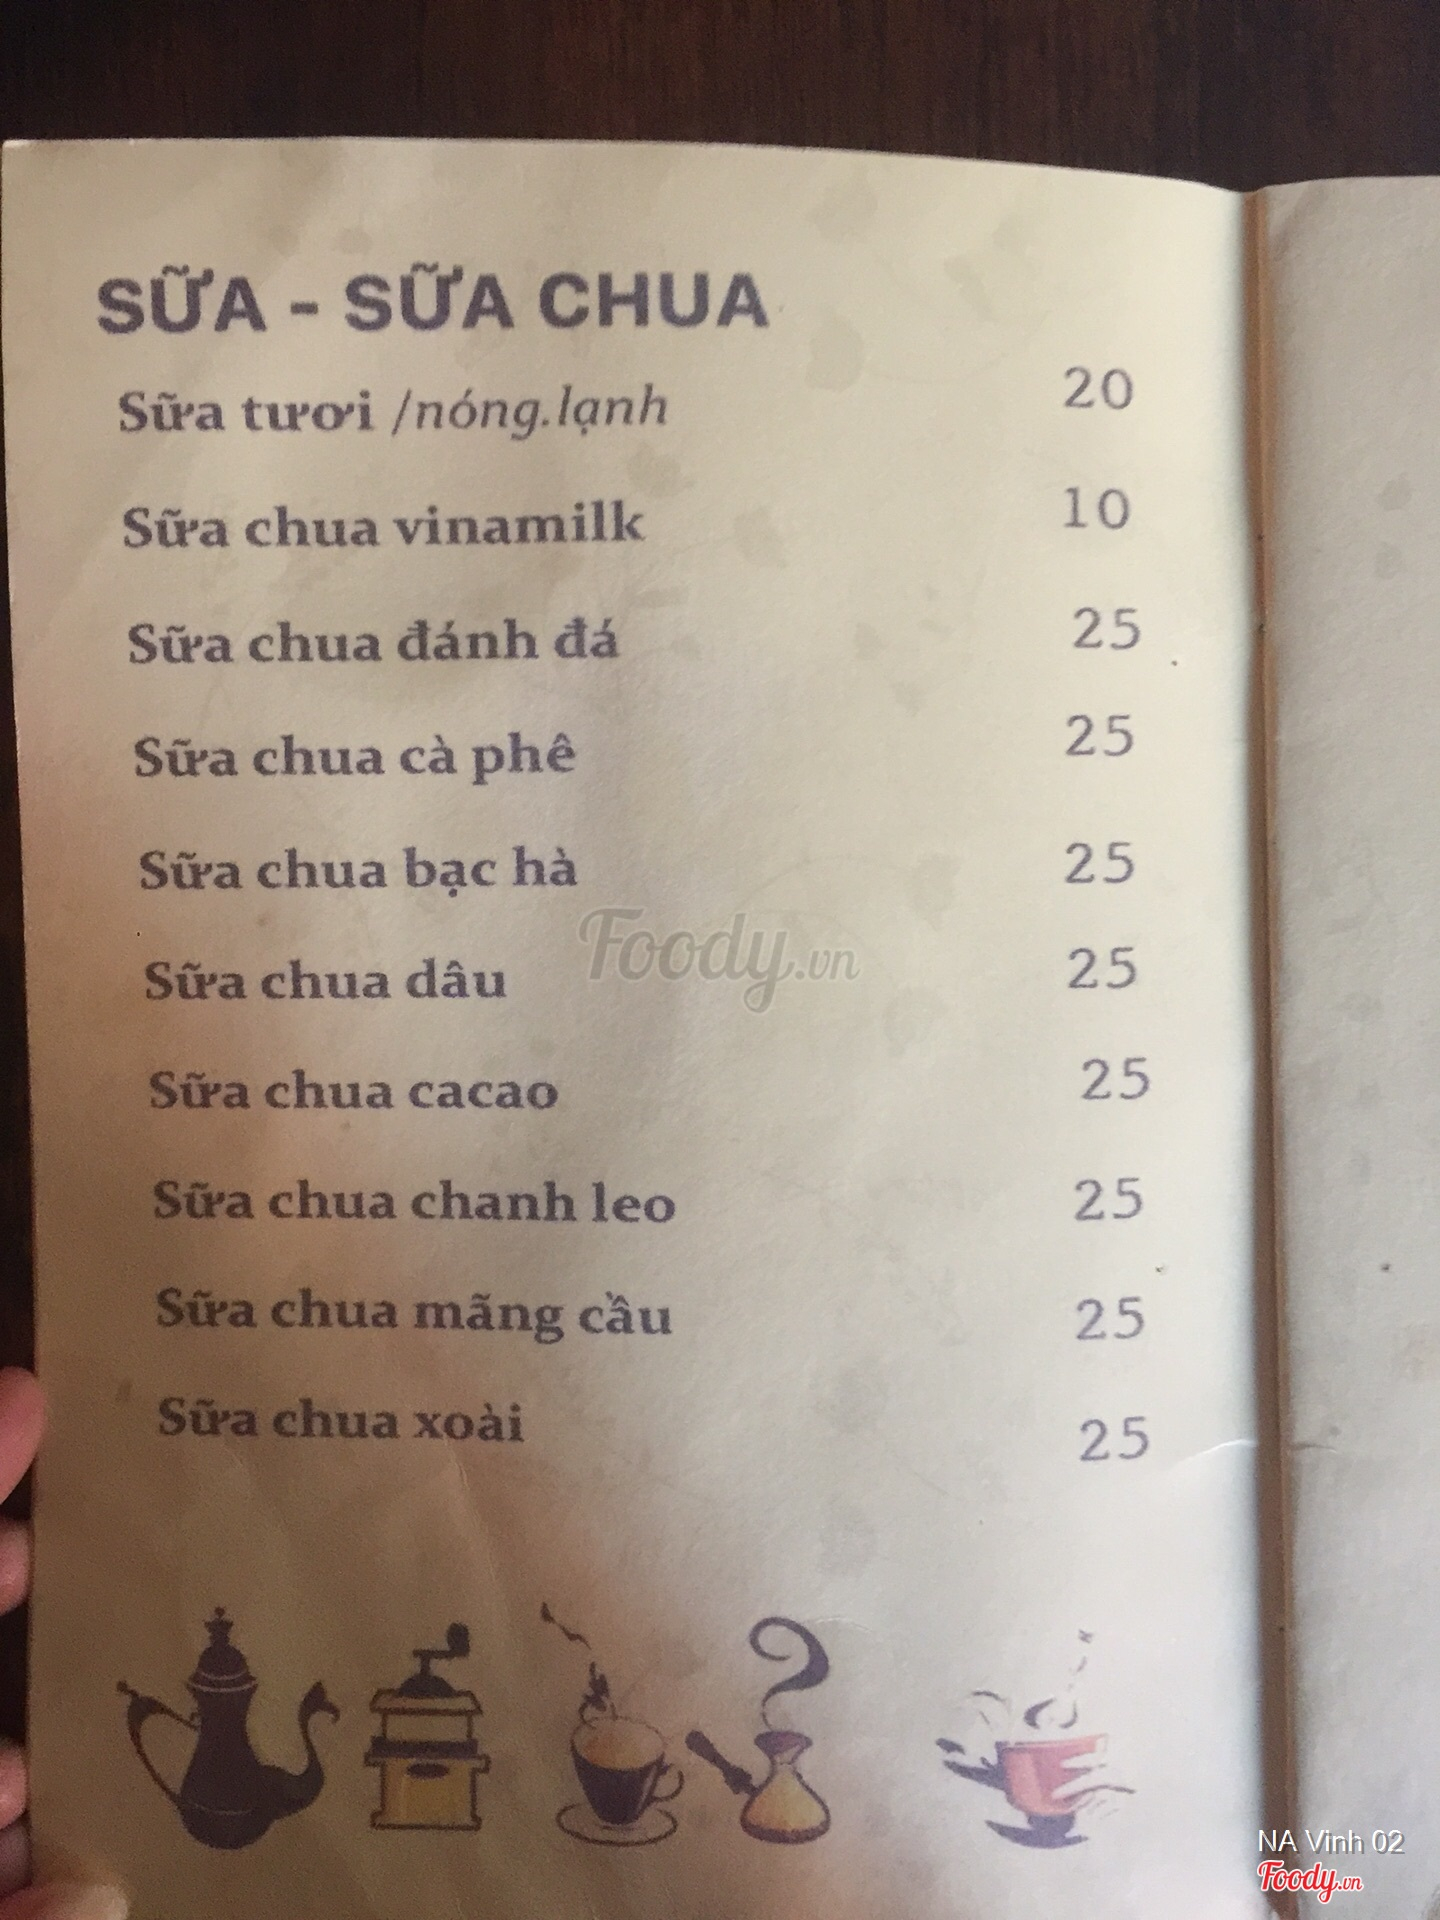 SỮA - SỮA CHUA
Sữa tươi /nóng.lạnh 20
Sữa chua vinamilk 10
Sữa chua đánh đá 25
Sữa chua cà phê 25
Sữa chua bạc hà 25
Sữa chua dâu 25
Sữa chua cacao 25
Sữa chua chanh leo 25
Sữa chua mãng cầu 25
Sữa chua xoài 25
Foody.vn
NA Vinh 02
Foody.vn